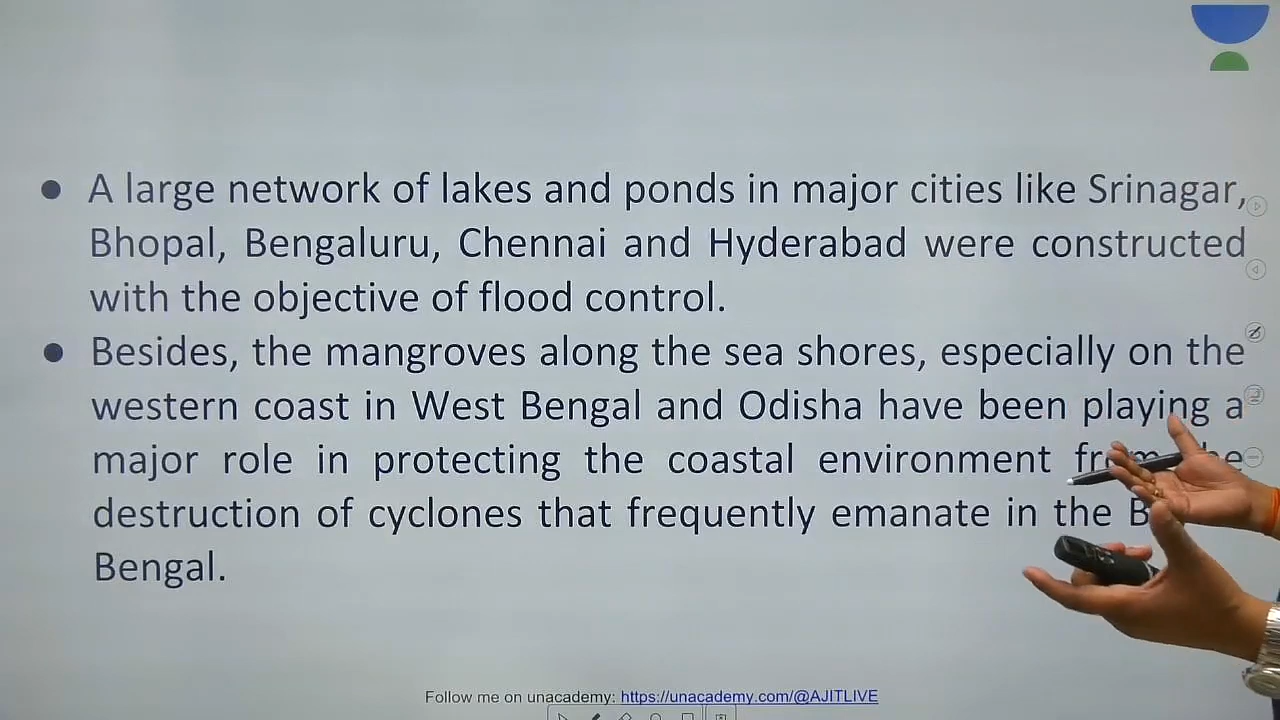 ● A large network of lakes and ponds in major cities like Srinagar,
Bhopal, Bengaluru, Chennai and Hyderabad were constructed
with the objective of flood control.
● Besides, the mangroves along the sea shores, especially on the
western coast in West Bengal and Odisha have been playing a
major role in protecting the coastal environment
destruction of cyclones that frequently emanate in the
Bengal.
Follow me on unacademy: https://unacademy.com/@AJITLIVE